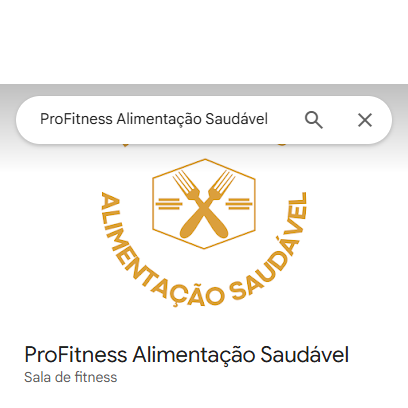 ProFitness Alimentação Saudável
ALIMENTAÇÃO SAUDÁVEL
ProFitness Alimentação Saudável
Sala de fitness